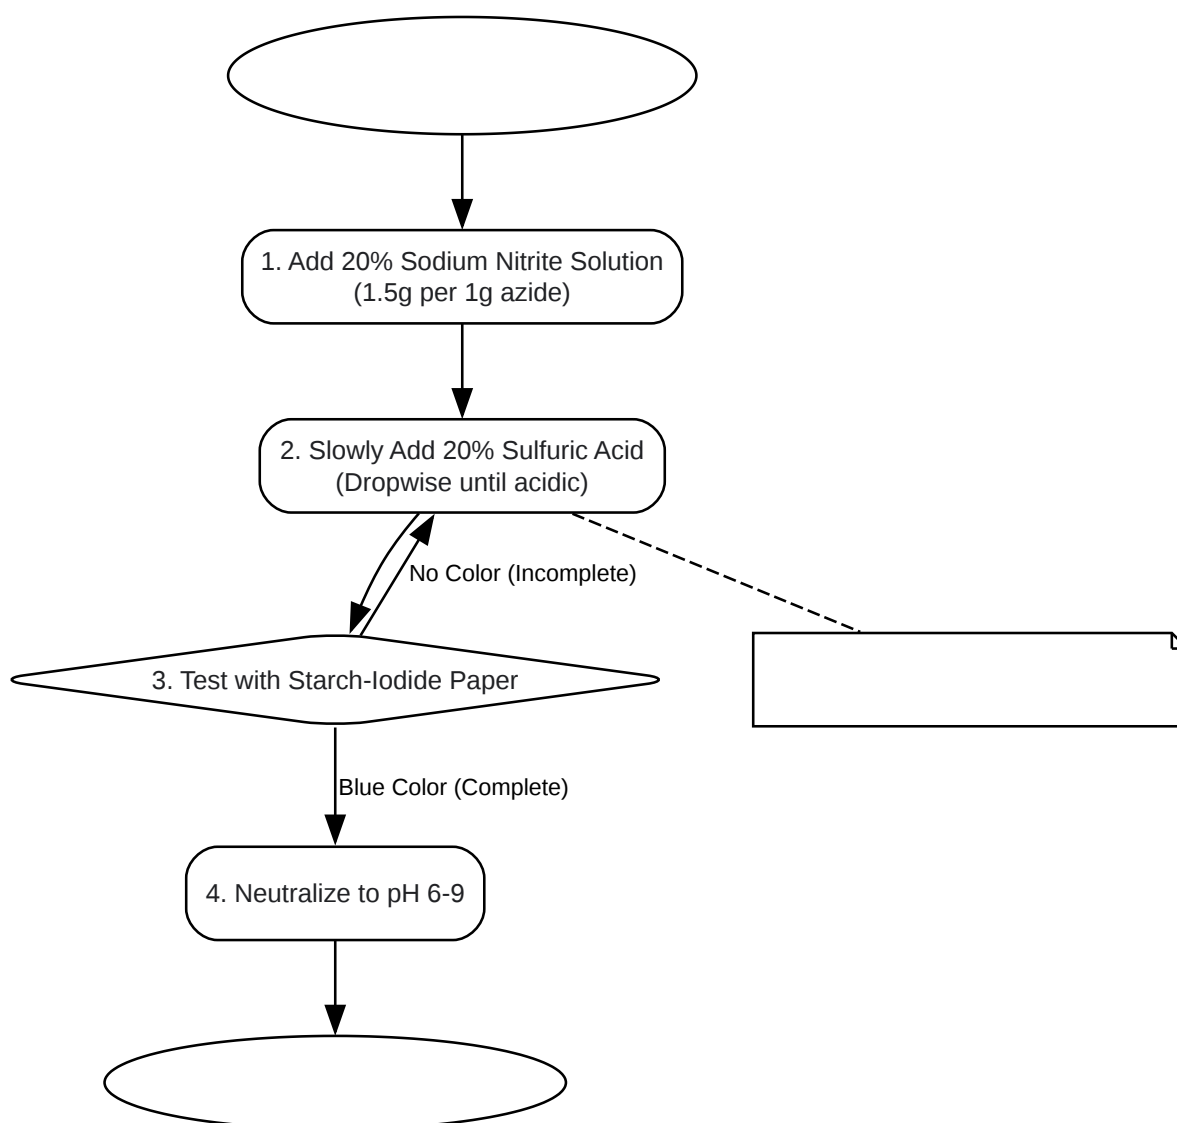 1. Add 20% Sodium Nitrite Solution
(1.5g per 1g azide)
2. Slowly Add 20% Sulfuric Acid
(Dropwise until acidic)
No Color (Incomplete)
3. Test with Starch-Iodide Paper
Blue Color (Complete)
4. Neutralize to pH 6-9